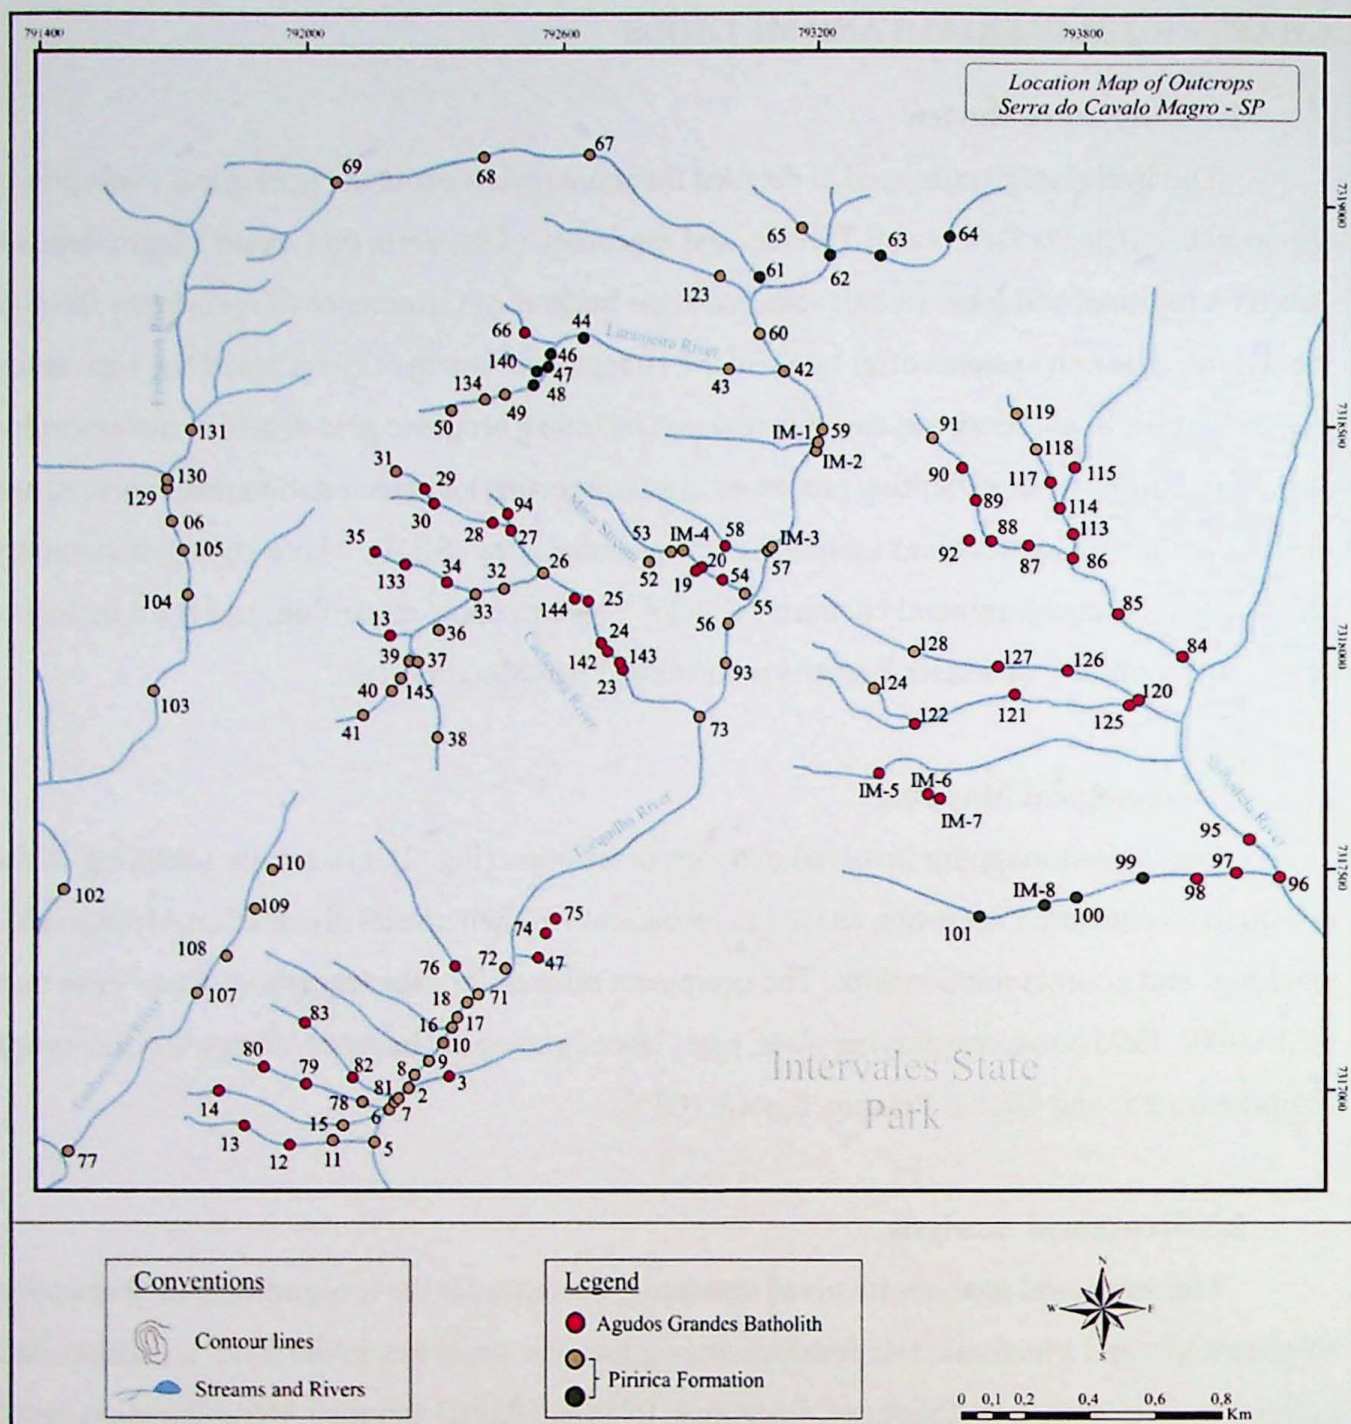 791400 792000 792600 793200 793800
Location Map of Outcrops
Serra do Cavalo Magro - SP
7319000
7318500
7318000
7317500
7317000
67
69
68
65 63 64
61 62
123
66 44 60
Laranjeira River
140 46
47
48
43 42
134 49
50
119
91
131 IM-1 59
118
IM-2
31 90 117 115
130 29
129 89 114
30 94
06 28 27 53 IM-4 58 IM-3 113
35 88
105 20 92 87 86
133 34 32 26 52 19 54 57
104 33 144 25 55 85
13 36 24 56
128 84
39 37 142 143 127 126
93
145 23 124 120
103 40
41 122 121 125
38 73
Cachoeira River
IM-5 IM-6
IM-7
95
110 99 97
102 IM-8 98 96
109 75 101 100
74
108 72 47
76
107 18 71
83 16 17
10
80 79 82 8 9
81 2 3
14 78
15 6 7
13
12 11 5
77
Intervales State
Park
Conventions
Contour lines
Streams and Rivers
Legend
Agudos Grandes Batholith
Piririca Formation
N
W E
S
0 0,1 0,2 0,4 0,6 0,8
Km